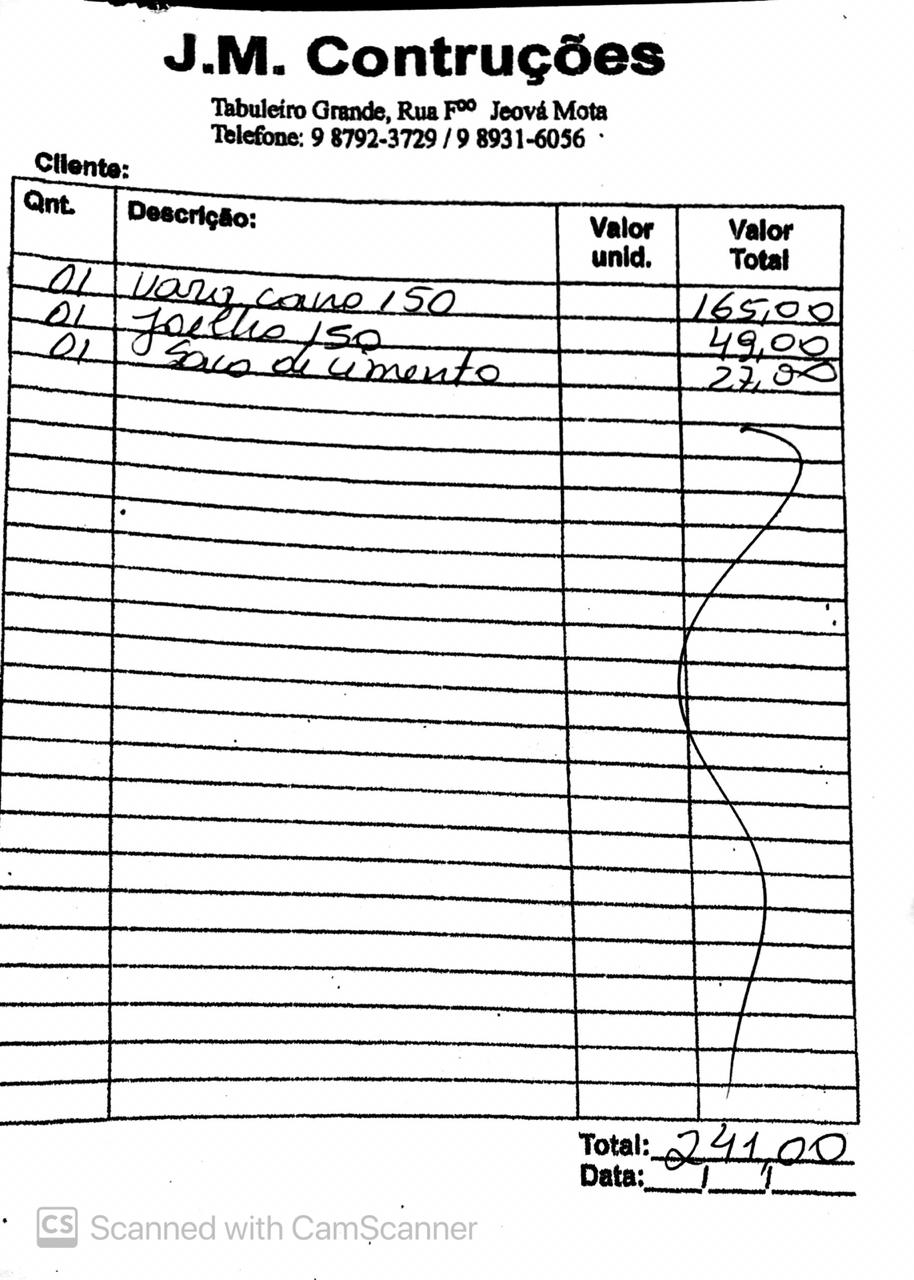 J.M. Contruções
Tabuleiro Grande, Rua Fºº Jeová Mota
Telefone: 9 8792-3729 / 9 8931-6056
Cliente:
Qnt. Descrição: Valor unid. Valor Total
01 vara cano 150 165,00
01 Joelho 150 49,00
01 Saco de cimento 27,00
Total: 241,00
Data: / /
CS Scanned with CamScanner